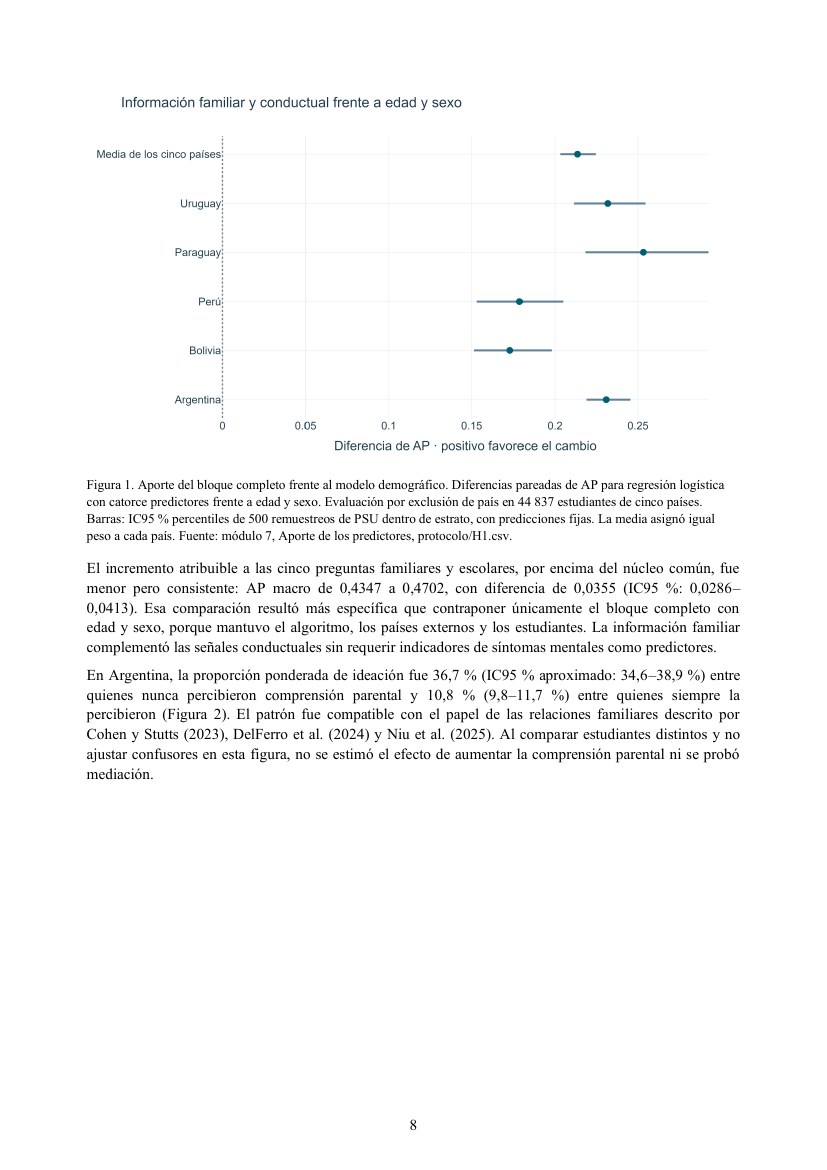 Información familiar y conductual frente a edad y sexo
Media de los cinco países
Uruguay
Paraguay
Perú
Bolivia
Argentina
0
0.05
0.1
0.15
0.2
0.25
Diferencia de AP · positivo favorece el cambio
Figura 1. Aporte del bloque completo frente al modelo demográfico. Diferencias pareadas de AP para regresión logística
con catorce predictores frente a edad y sexo. Evaluación por exclusión de país en 44 837 estudiantes de cinco países.
Barras: IC95 % percentiles de 500 remuestreos de PSU dentro de estrato, con predicciones fijas. La media asignó igual
peso a cada país. Fuente: módulo 7, Aporte de los predictores, protocolo/H1.csv.
El incremento atribuible a las cinco preguntas familiares y escolares, por encima del núcleo común, fue
menor pero consistente: AP macro de 0,4347 a 0,4702, con diferencia de 0,0355 (IC95 %: 0,0286–
0,0413). Esa comparación resultó más específica que contraponer únicamente el bloque completo con
edad y sexo, porque mantuvo el algoritmo, los países externos y los estudiantes. La información familiar
complementó las señales conductuales sin requerir indicadores de síntomas mentales como predictores.
En Argentina, la proporción ponderada de ideación fue 36,7 % (IC95 % aproximado: 34,6–38,9 %) entre
quienes nunca percibieron comprensión parental y 10,8 % (9,8–11,7 %) entre quienes siempre la
percibieron (Figura 2). El patrón fue compatible con el papel de las relaciones familiares descrito por
Cohen y Stutts (2023), DelFerro et al. (2024) y Niu et al. (2025). Al comparar estudiantes distintos y no
ajustar confusores en esta figura, no se estimó el efecto de aumentar la comprensión parental ni se probó
mediación.
8